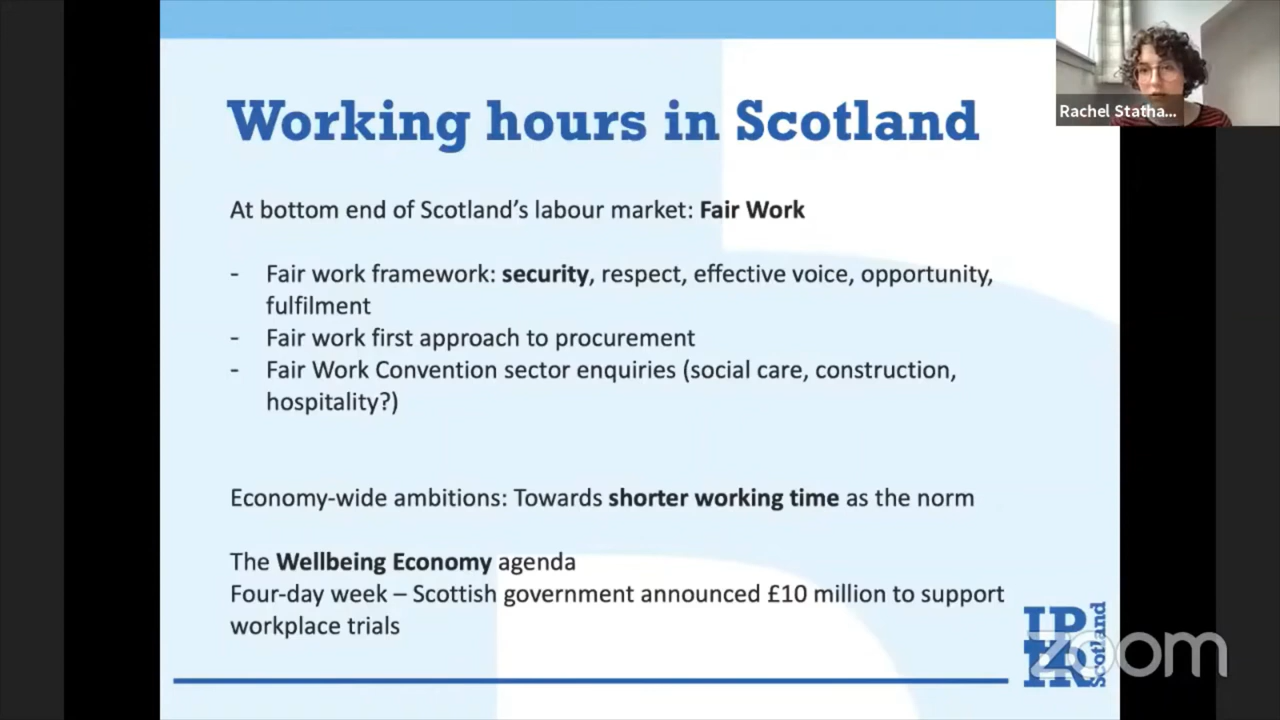 Working hours in Scotland
Rachel Statha...
At bottom end of Scotland's labour market: Fair Work
- Fair work framework: security, respect, effective voice, opportunity,
fulfilment
- Fair work first approach to procurement
- Fair Work Convention sector enquiries (social care, construction,
hospitality?)
Economy-wide ambitions: Towards shorter working time as the norm
The Wellbeing Economy agenda
Four-day week – Scottish government announced £10 million to support
workplace trials
IPPR Scotland
zoom